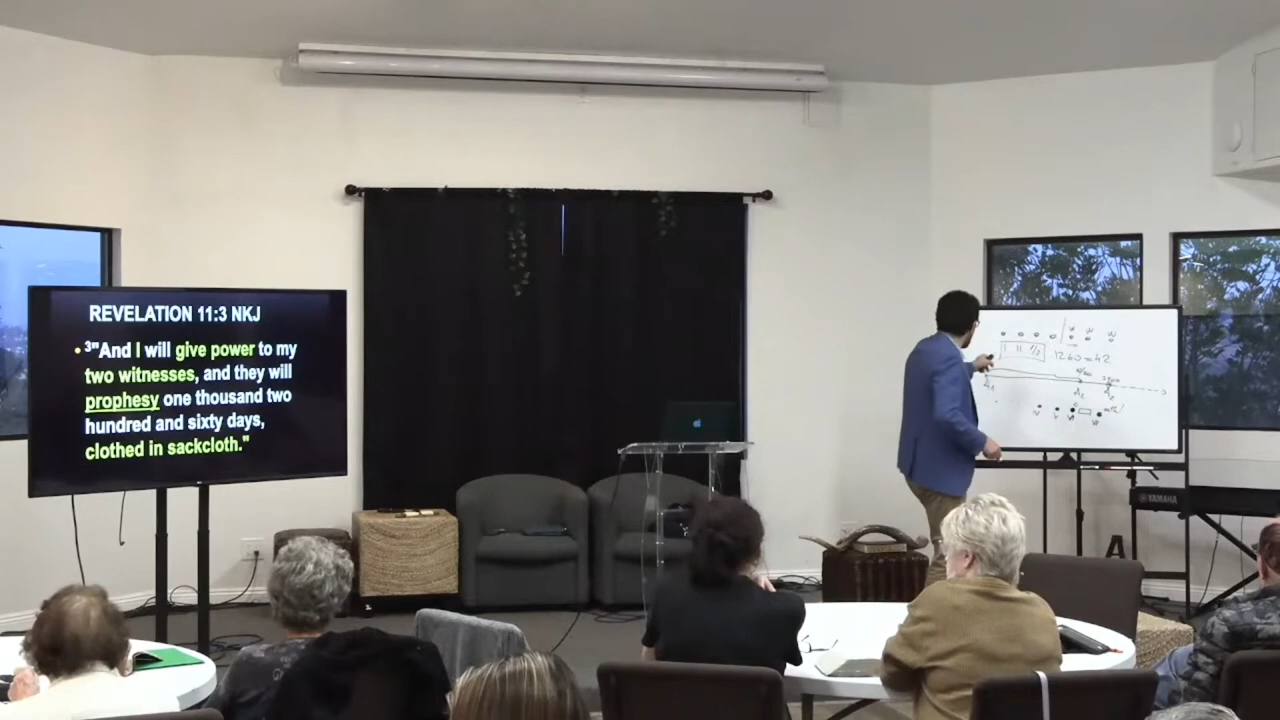 REVELATION 11:3 NKJ
• ³"And I will give power to my
two witnesses, and they will
prophesy one thousand two
hundred and sixty days,
clothed in sackcloth."
1260=42
YAMAHA